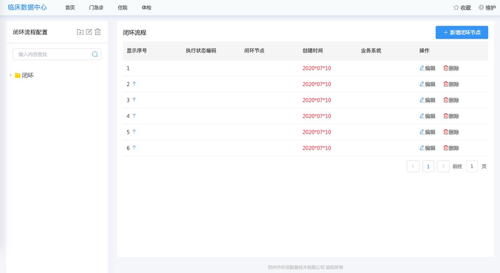 临床数据中心 首页 门急诊 住院 体检 收藏 维护
闭环流程配置
输入内容查找
闭环
闭环流程 + 新增闭环节点
显示序号 执行状态编码 闭环节点 创建时间 业务系统 操作
1 2020*07*10 编辑 删除
2 2020*07*10 编辑 删除
3 2020*07*10 编辑 删除
4 2020*07*10 编辑 删除
5 2020*07*10 编辑 删除
6 2020*07*10 编辑 删除
< 1 > 前往 1 页